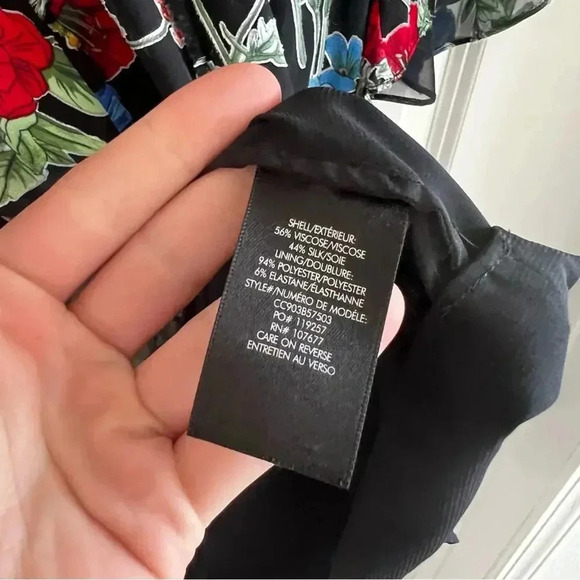 SHELL/EXTÉRIEUR:
56% VISCOSE/VISCOSE
44% SILK/SOIE
LINING/DOUBLURE:
94% POLYESTER/POLYESTER
6% ELASTANE/ÉLASTHANNE
STYLE#/NUMÉRO DE MODÈLE:
CC903B57503
PO# 119257
RN# 107677
CARE ON REVERSE
ENTRETIEN AU VERSO